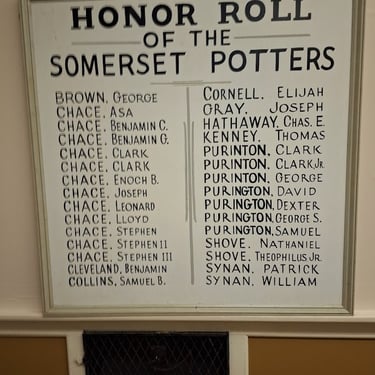 HONOR ROLL
OF THE
SOMERSET POTTERS
BROWN, GEORGE
CHACE, ASA
CHACE, BENJAMIN C.
CHACE, BENJAMIN G.
CHACE, CLARK
CHACE, CLARK
CHACE, ENOCH B.
CHACE, JOSEPH
CHACE, LEONARD
CHACE, LLOYD
CHACE, STEPHEN
CHACE, STEPHEN II
CHACE, STEPHEN III
CLEVELAND, BENJAMIN
COLLINS, SAMUEL B.
CORNELL, ELIJAH
GRAY, JOSEPH
HATHAWAY, CHAS. E.
KENNEY, THOMAS
PURINTON, CLARK
PURINTON, CLARK JR.
PURINTON, GEORGE
PURINGTON, DAVID
PURINGTON, DEXTER
PURINGTON, GEORGE S.
PURINGTON, SAMUEL
SHOVE, NATHANIEL
SHOVE, THEOPHILUS JR.
SYNAN, PATRICK
SYNAN, WILLIAM